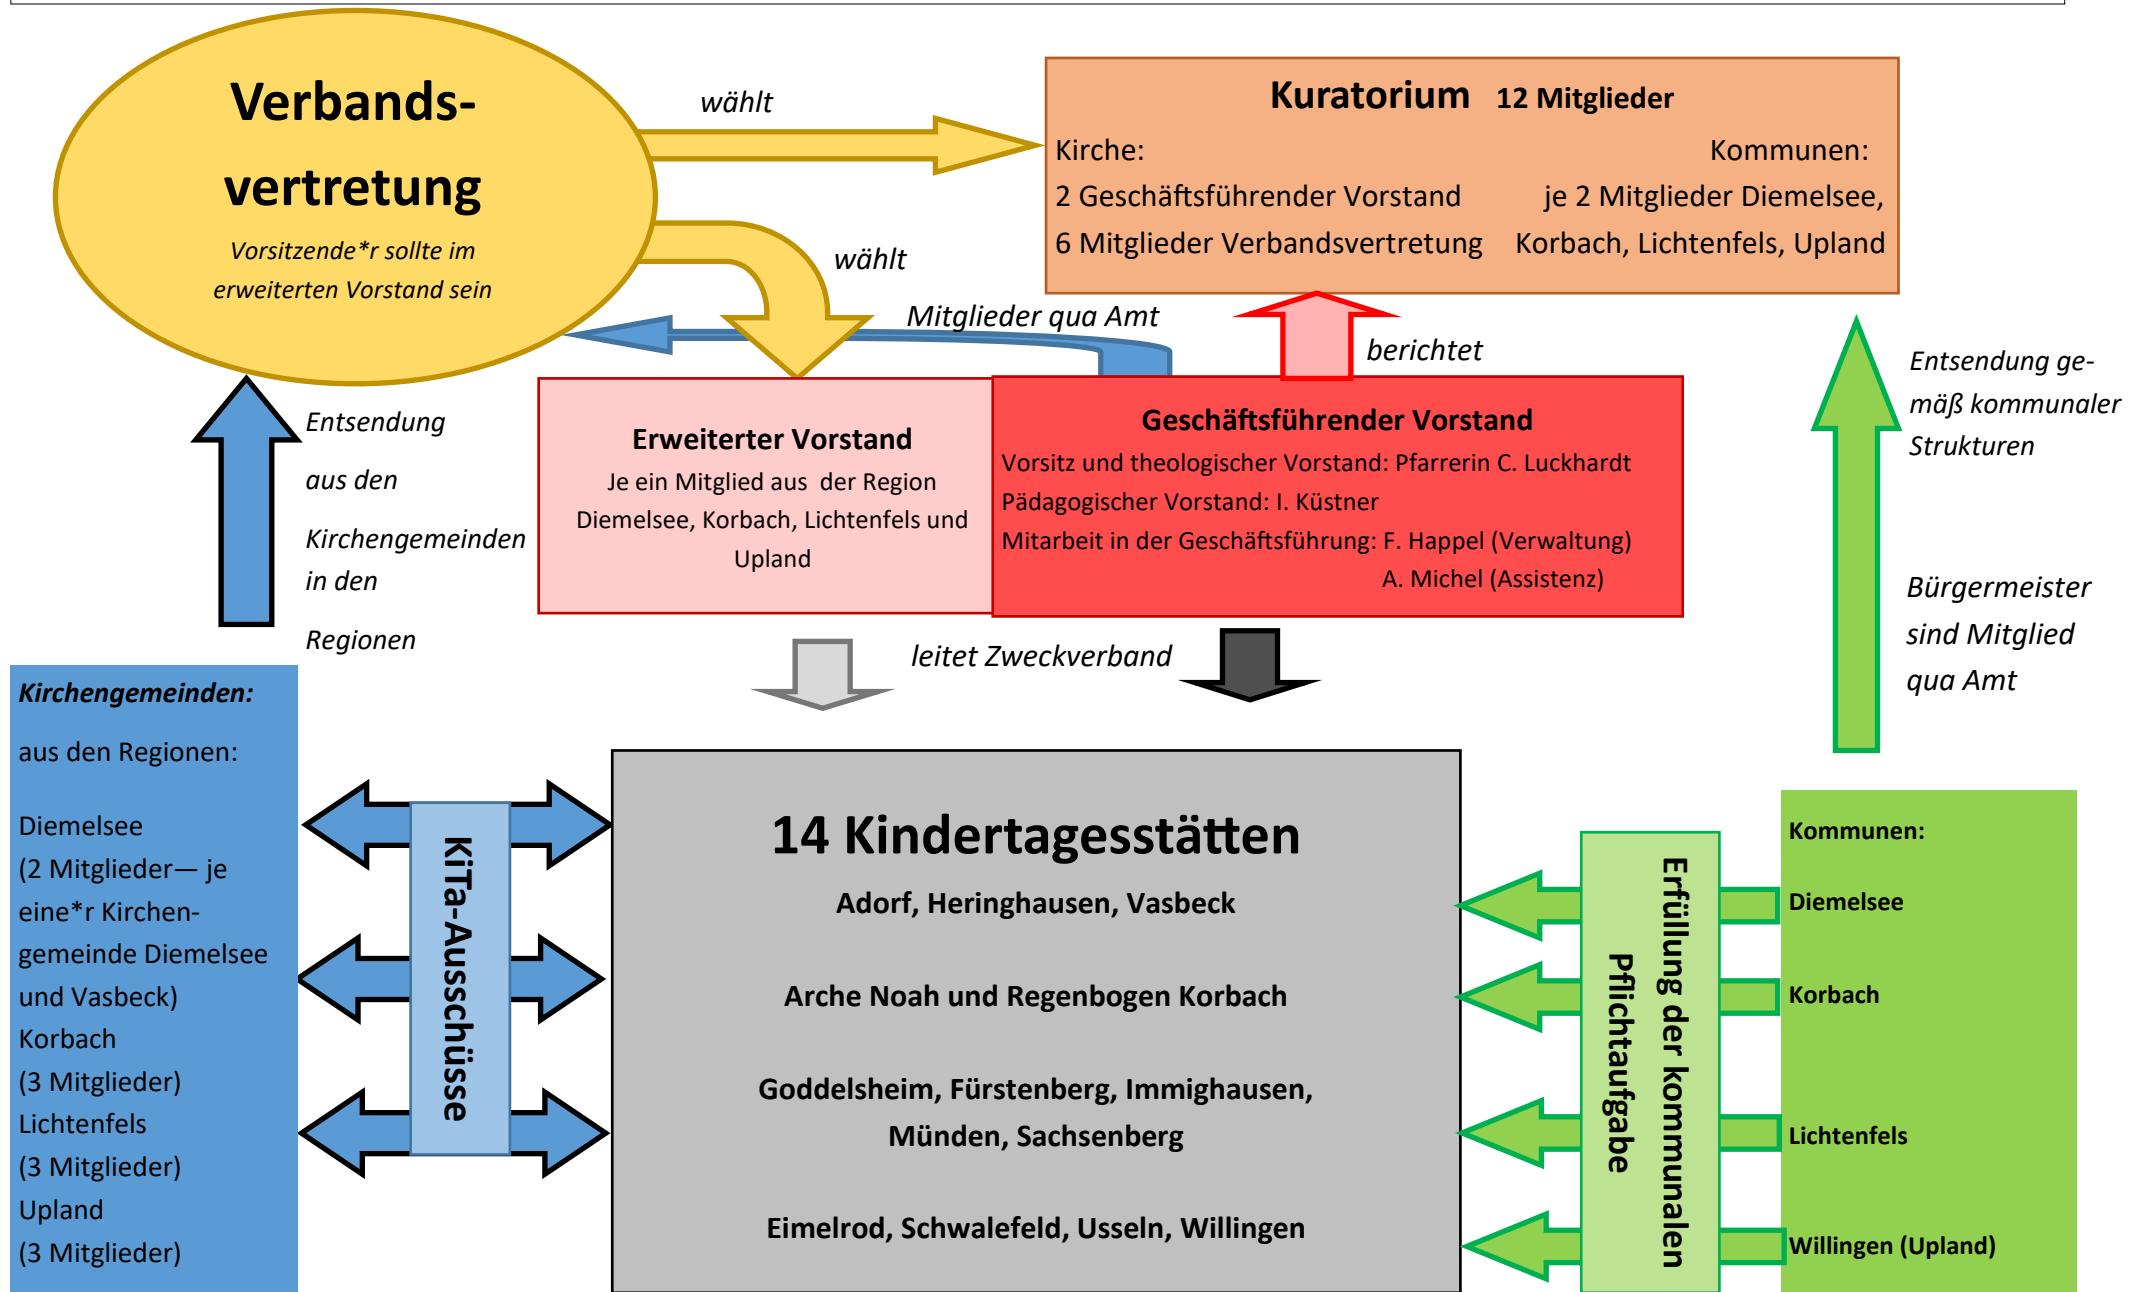 Verbands-
vertretung
Vorsitzende*r sollte im
erweiterten Vorstand sein
wählt
wählt
Kuratorium 12 Mitglieder
Kirche: Kommunen:
2 Geschäftsführender Vorstand je 2 Mitglieder Diemelsee,
6 Mitglieder Verbandsvertretung Korbach, Lichtenfels, Upland
Mitglieder qua Amt
berichtet
Entsendung ge-
mäß kommunaler
Strukturen
Bürgermeister
sind Mitglied
qua Amt
Entsendung
aus den
Kirchengemeinden
in den
Regionen
Erweiterter Vorstand
Je ein Mitglied aus der Region
Diemelsee, Korbach, Lichtenfels und
Upland
Geschäftsführender Vorstand
Vorsitz und theologischer Vorstand: Pfarrerin C. Luckhardt
Pädagogischer Vorstand: I. Küstner
Mitarbeit in der Geschäftsführung: F. Happel (Verwaltung)
A. Michel (Assistenz)
leitet Zweckverband
Kirchengemeinden:
aus den Regionen:
Diemelsee
(2 Mitglieder— je
eine*r Kirchen-
gemeinde Diemelsee
und Vasbeck)
Korbach
(3 Mitglieder)
Lichtenfels
(3 Mitglieder)
Upland
(3 Mitglieder)
KiTa-Ausschüsse
14 Kindertagesstätten
Adorf, Heringhausen, Vasbeck
Arche Noah und Regenbogen Korbach
Goddelsheim, Fürstenberg, Immighausen,
Münden, Sachsenberg
Eimelrod, Schwalefeld, Usseln, Willingen
Erfüllung der kommunalen
Pflichtaufgabe
Kommunen:
Diemelsee
Korbach
Lichtenfels
Willingen (Upland)